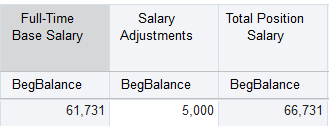 Full-Time Base Salary
Salary Adjustments
Total Position Salary
BegBalance BegBalance BegBalance
61,731 5,000 66,731